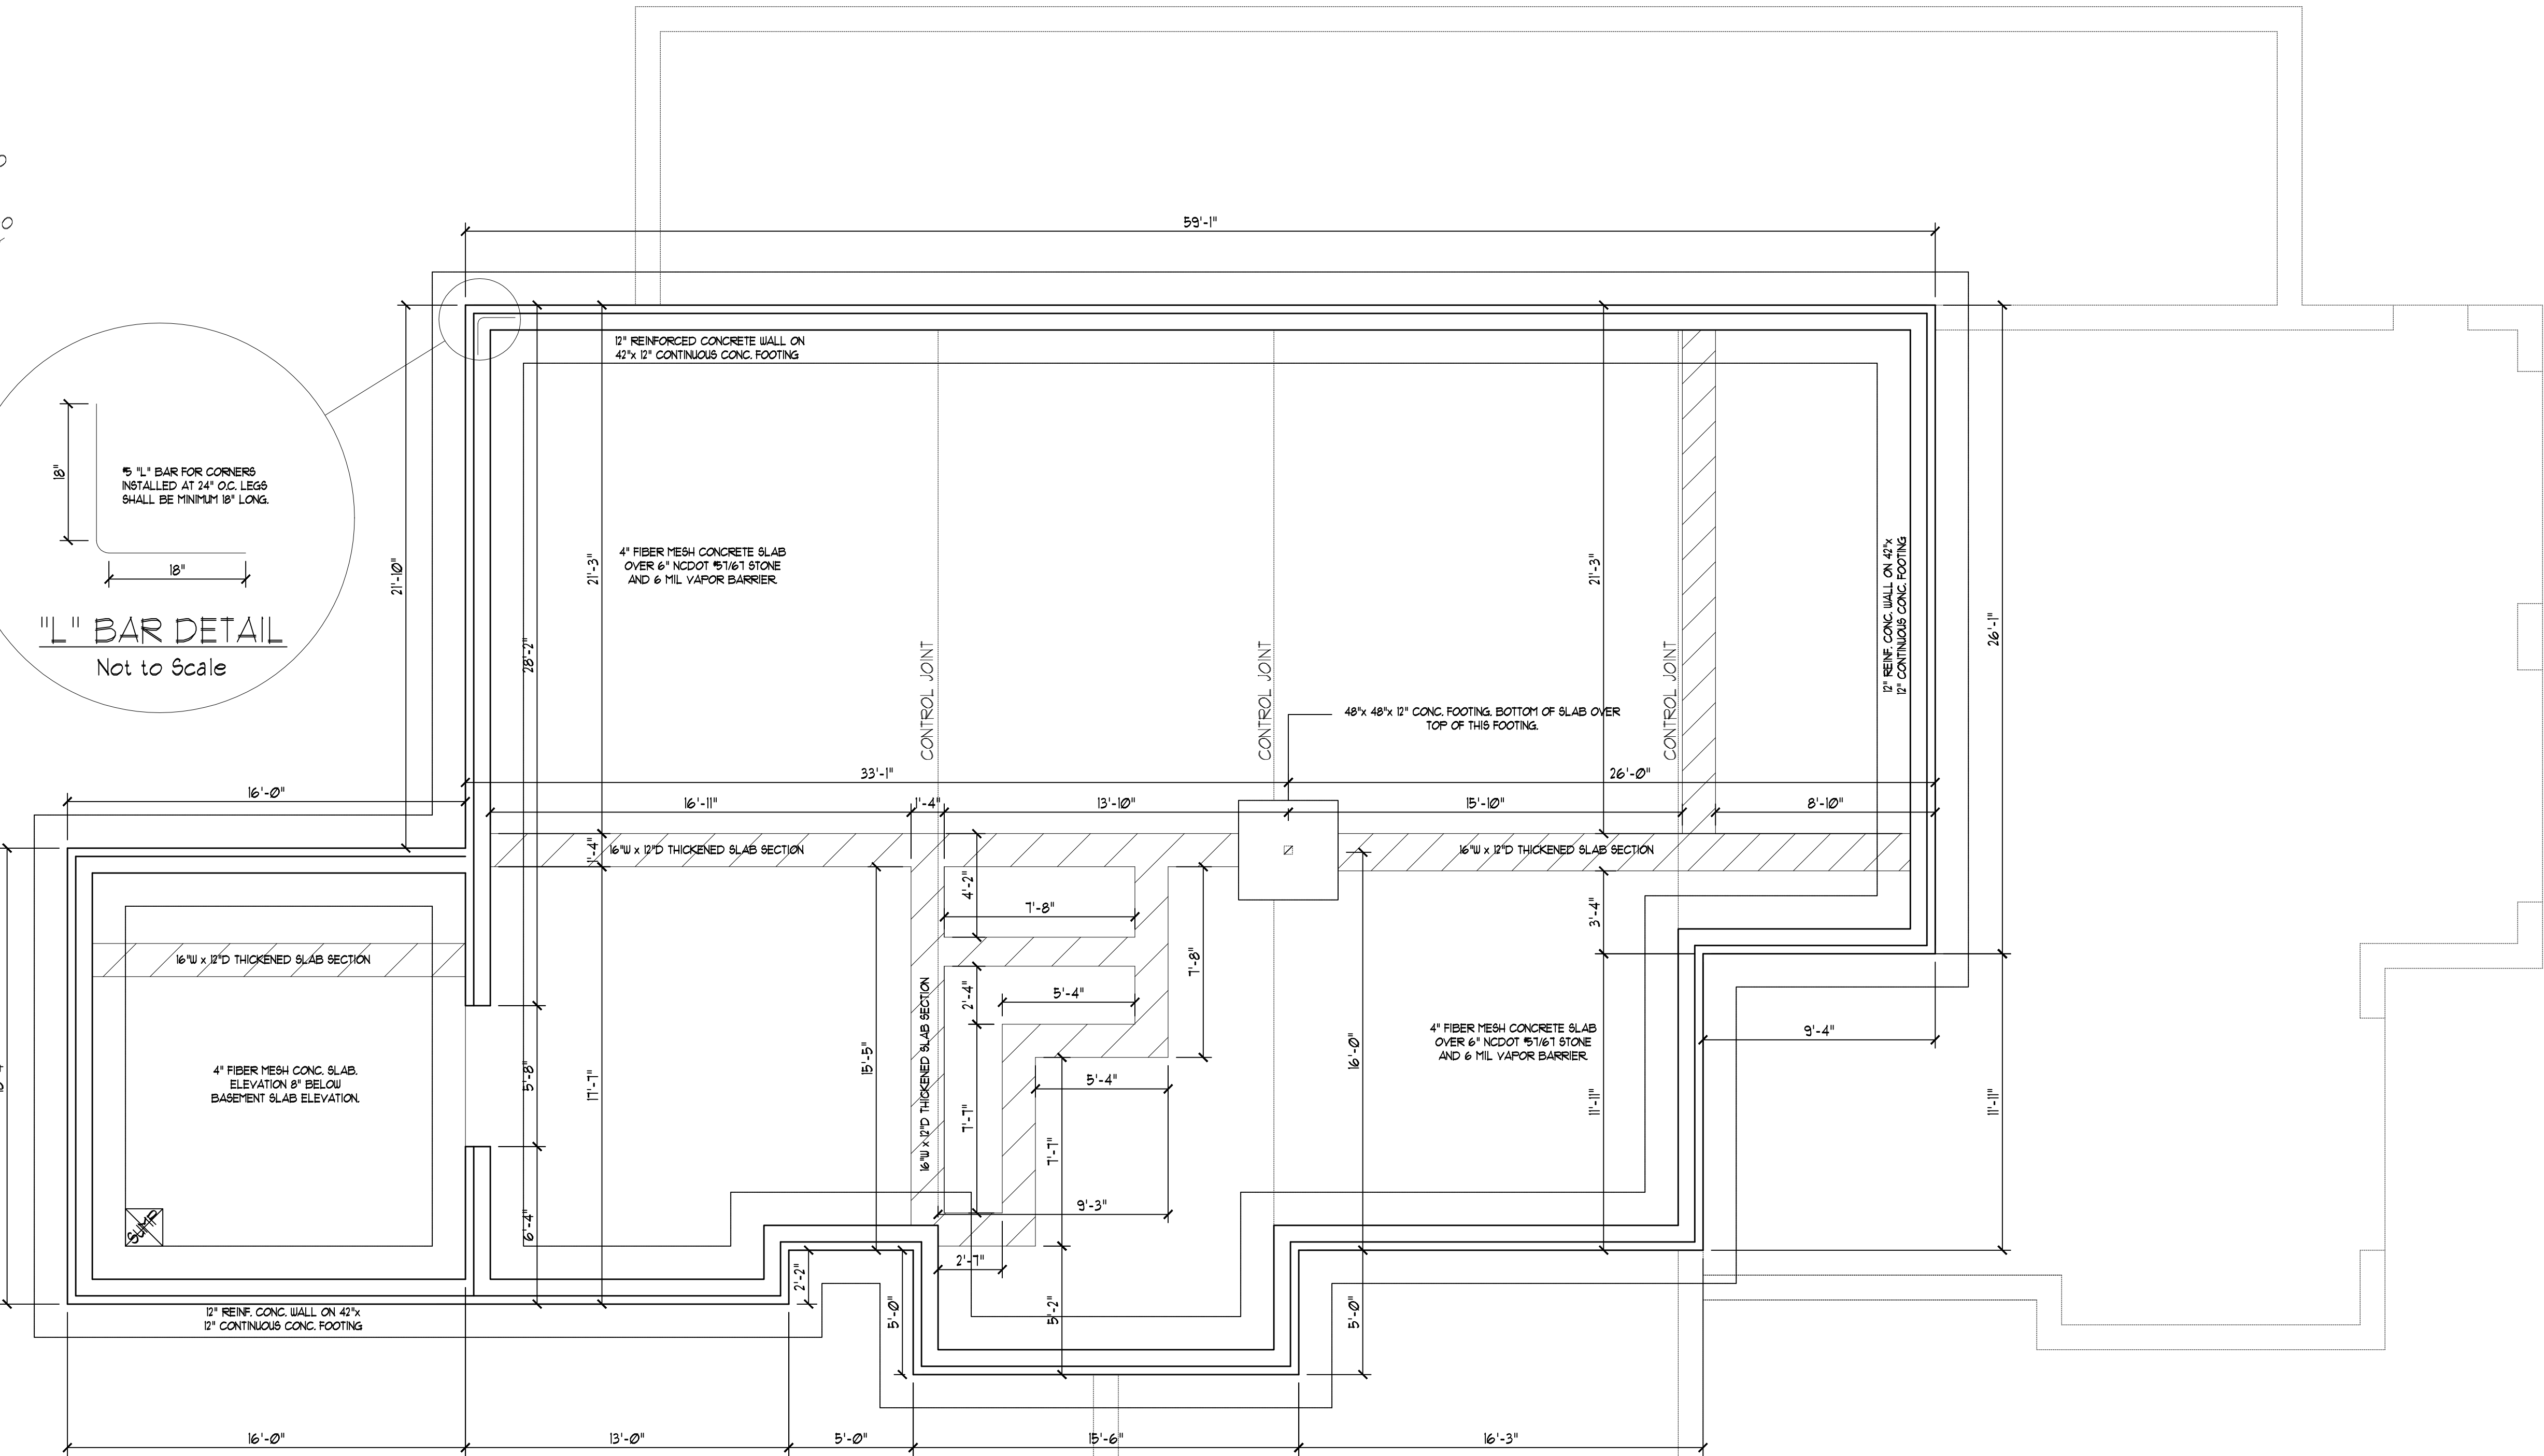 59'-1"
12" REINFORCED CONCRETE WALL ON
42"x 12" CONTINUOUS CONC. FOOTING
18"
#5 "L" BAR FOR CORNERS
INSTALLED AT 24" O.C. LEGS
SHALL BE MINIMUM 18" LONG.
18"
"L" BAR DETAIL
Not to Scale
21'-10"
28'-2"
21'-3"
4" FIBER MESH CONCRETE SLAB
OVER 6" NCDOT #57/67 STONE
AND 6 MIL VAPOR BARRIER.
21'-3"
12" REINF. CONC. WALL ON 42"x
12" CONTINUOUS CONC. FOOTING
26'-1"
CONTROL JOINT
CONTROL JOINT
CONTROL JOINT
48"x 48"x 12" CONC. FOOTING. BOTTOM OF SLAB OVER
TOP OF THIS FOOTING.
33'-1"
26'-0"
16'-0"
16'-11"
1'-4"
13'-10"
15'-10"
8'-10"
1'-4"
16"W x 12"D THICKENED SLAB SECTION
16"W x 12"D THICKENED SLAB SECTION
4'-2"
7'-8"
3'-4"
16"W x 12"D THICKENED SLAB SECTION
7'-8"
2'-4"
5'-4"
16"W x 12"D THICKENED SLAB SECTION
4" FIBER MESH CONCRETE SLAB
OVER 6" NCDOT #57/67 STONE
AND 6 MIL VAPOR BARRIER.
9'-4"
4" FIBER MESH CONC. SLAB.
ELEVATION 8" BELOW
BASEMENT SLAB ELEVATION.
5'-8"
17'-7"
15'-5"
16'-0"
5'-4"
11'-11"
11'-11"
7'-7"
7'-7"
9'-3"
SUMP
6'-4"
2'-7"
2'-2"
5'-0"
5'-2"
5'-0"
12" REINF. CONC. WALL ON 42"x
12" CONTINUOUS CONC. FOOTING
16'-0"
13'-0"
5'-0"
15'-6"
16'-3"